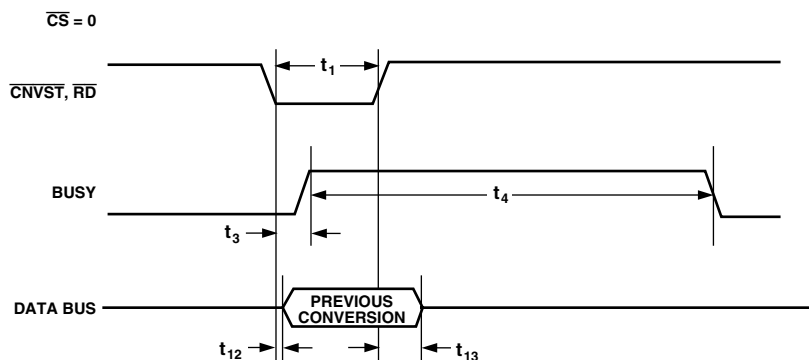 CS = 0
t1
CNVST, RD
BUSY
t4
t3
DATA BUS
PREVIOUS
CONVERSION
t12
t13